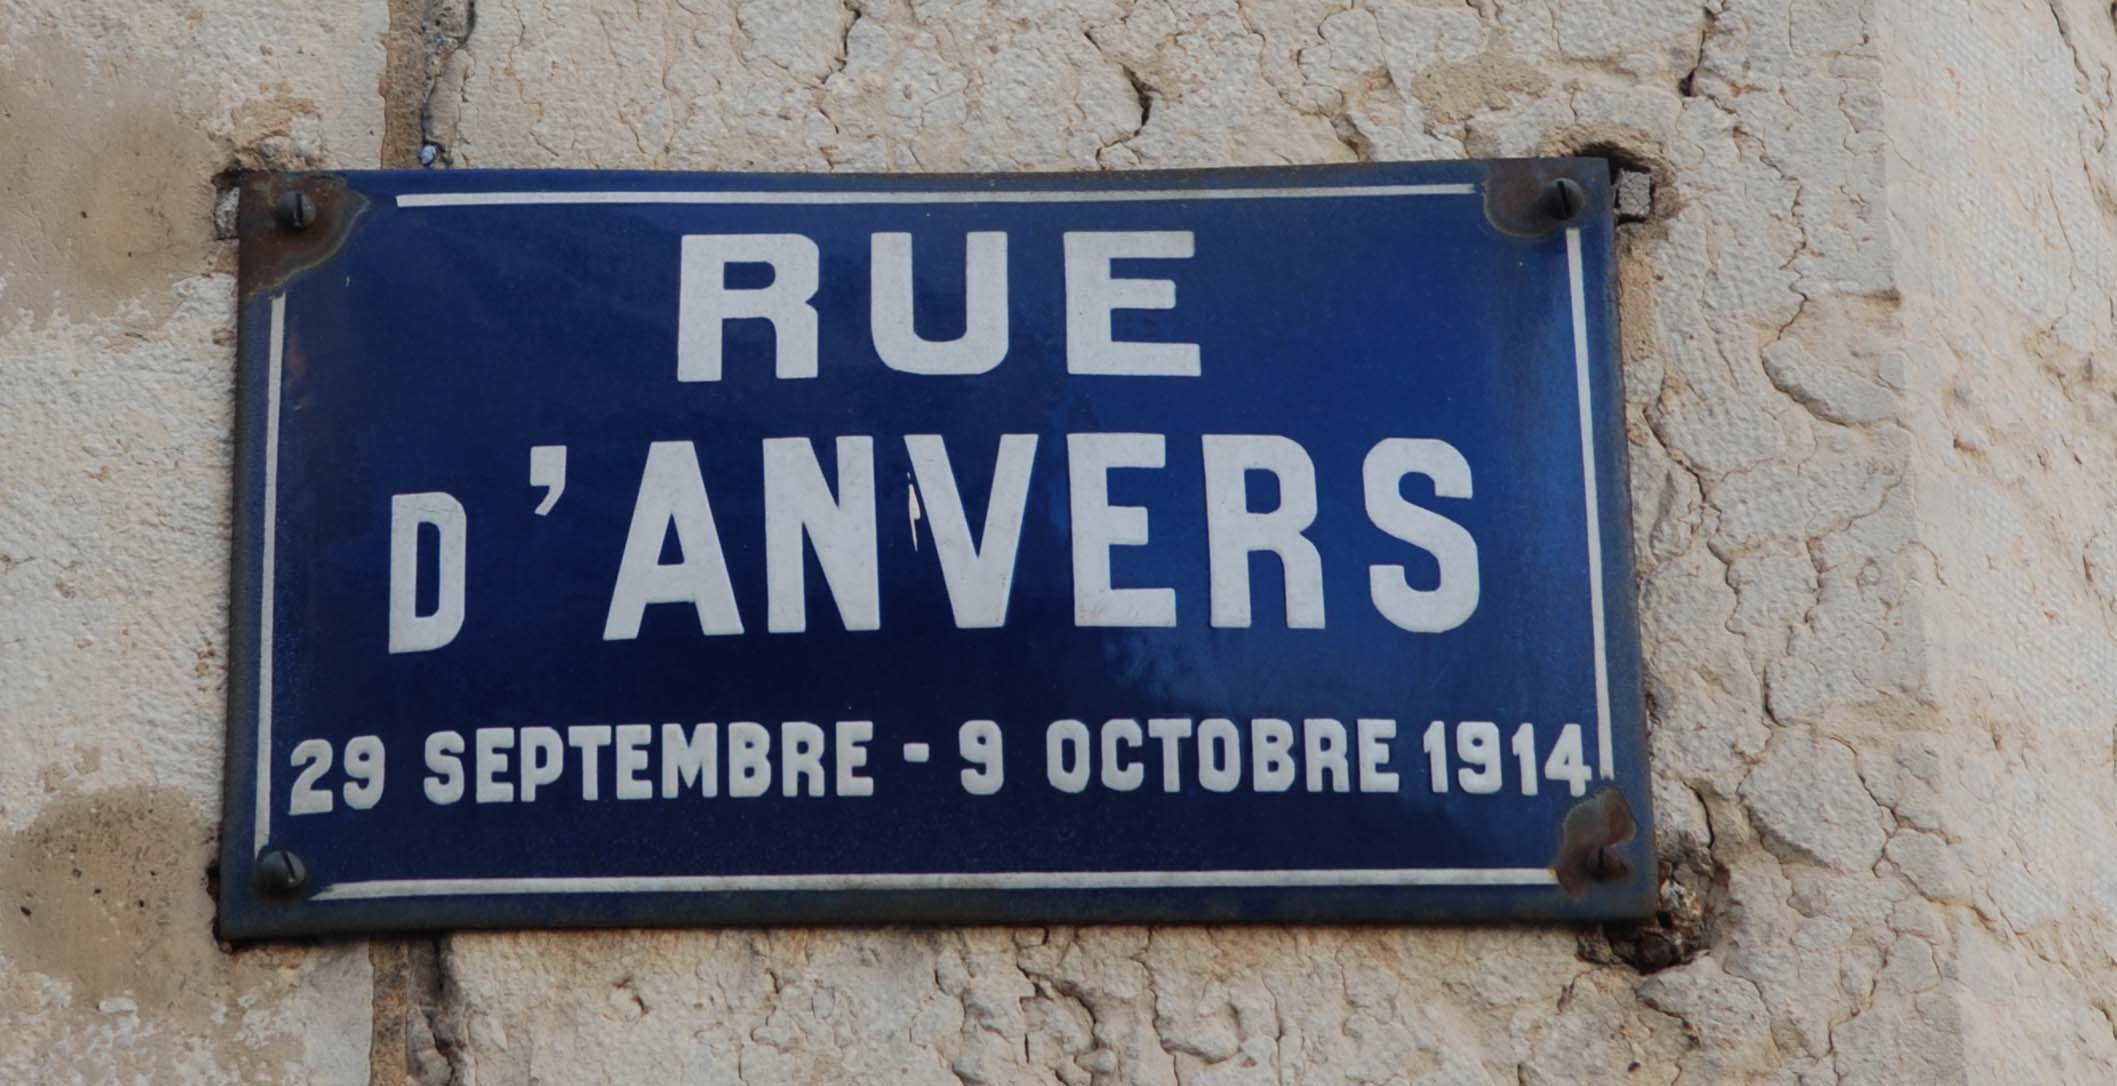 RUE
D'ANVERS
29 SEPTEMBRE - 9 OCTOBRE 1914